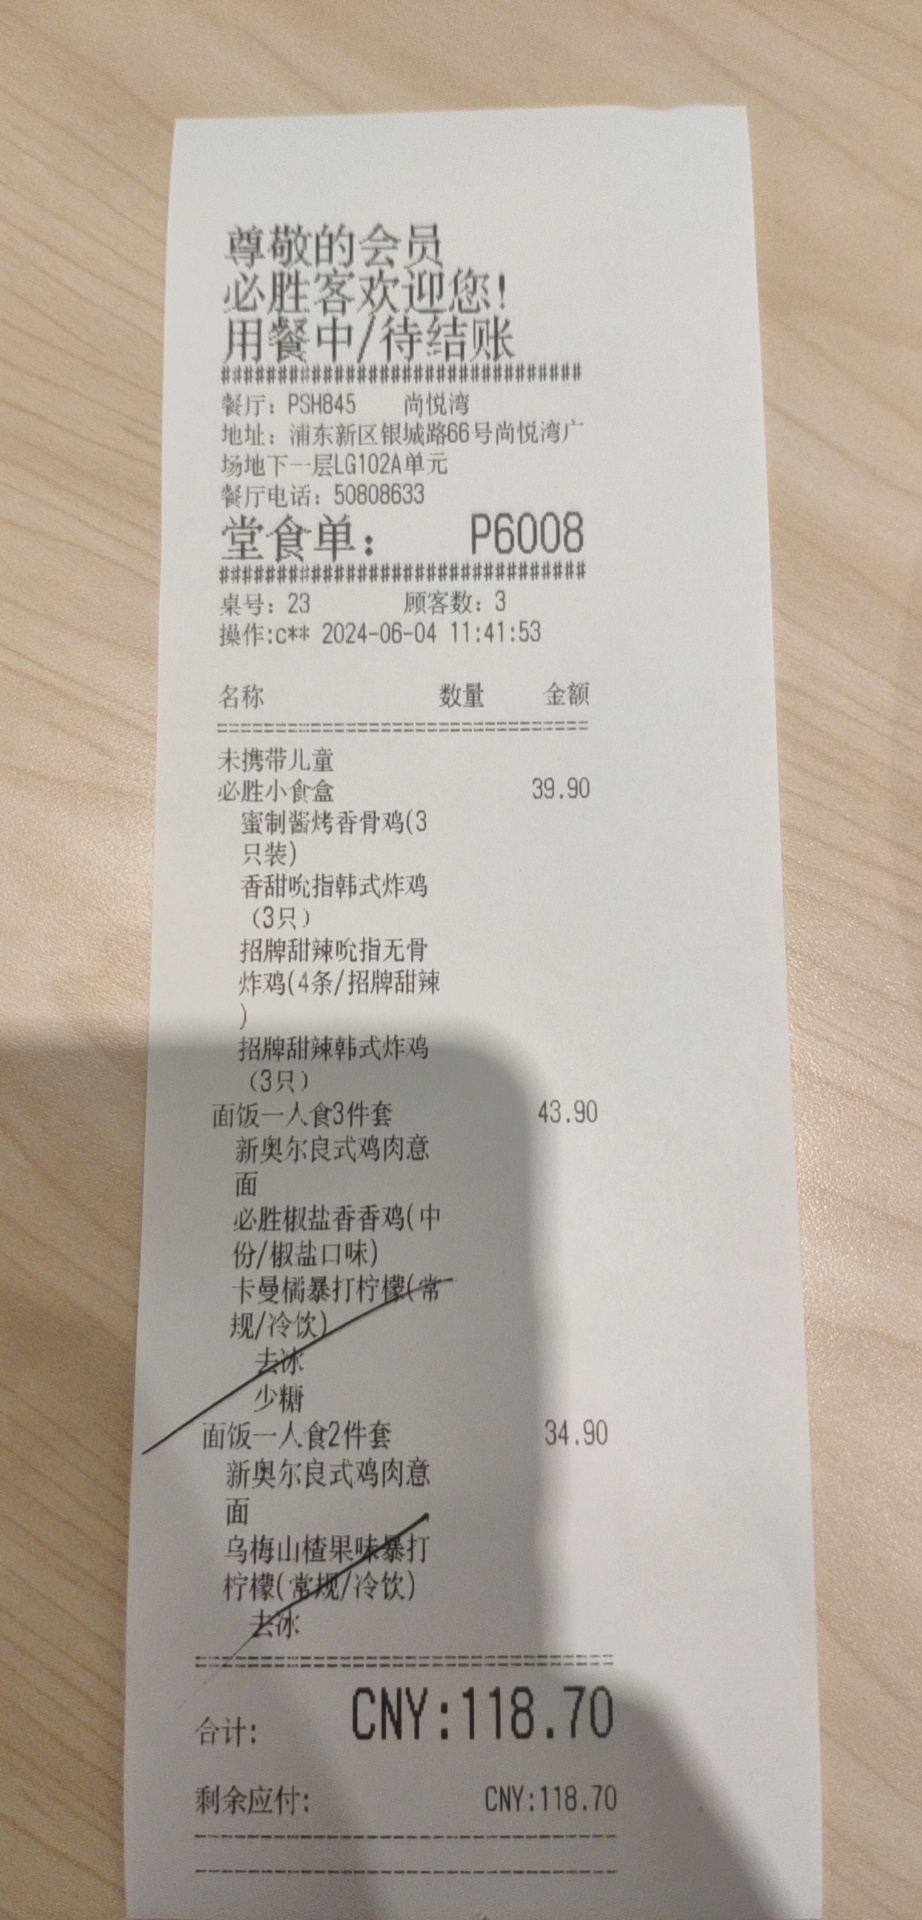 尊敬的会员
必胜客欢迎您!
用餐中/待结账
################################
餐厅: PSH845 尚悦湾
地址: 浦东新区银城路66号尚悦湾广
场地下一层LG102A单元
餐厅电话: 50808633
堂食单: P6008
################################
桌号: 23 顾客数: 3
操作:c** 2024-06-04 11:41:53
名称 数量 金额
================================
未携带儿童
必胜小食盒 39.90
蜜制酱烤香骨鸡(3
只装)
香甜吮指韩式炸鸡
(3只)
招牌甜辣吮指无骨
炸鸡(4条/招牌甜辣
)
招牌甜辣韩式炸鸡
(3只)
面饭一人食3件套 43.90
新奥尔良式鸡肉意
面
必胜椒盐香香鸡(中
份/椒盐口味)
卡曼橘暴打柠檬(常
规/冷饮)
去冰
少糖
面饭一人食2件套 34.90
新奥尔良式鸡肉意
面
乌梅山楂果味暴打
柠檬(常规/冷饮)
去冰
================================
合计: CNY:118.70
剩余应付: CNY:118.70
--------------------------------
--------------------------------